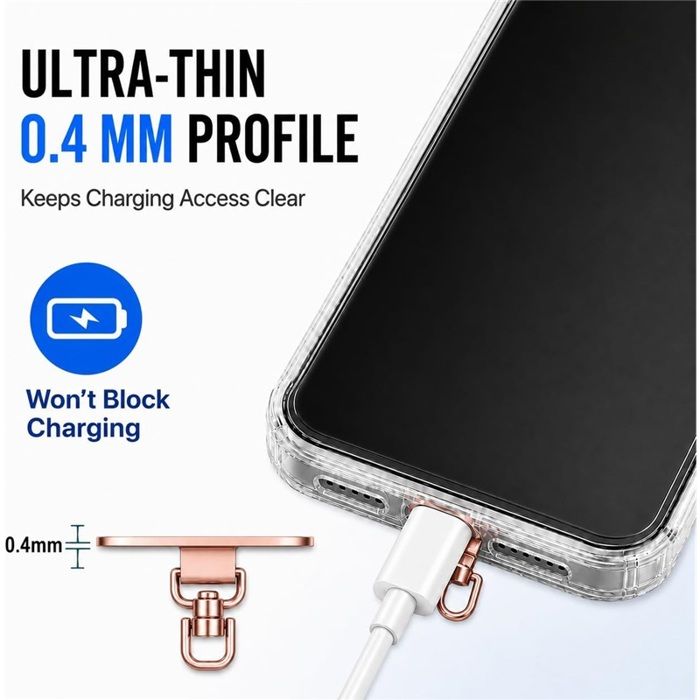 ULTRA-THIN
0.4 MM PROFILE
Keeps Charging Access Clear
Won't Block
Charging
0.4mm